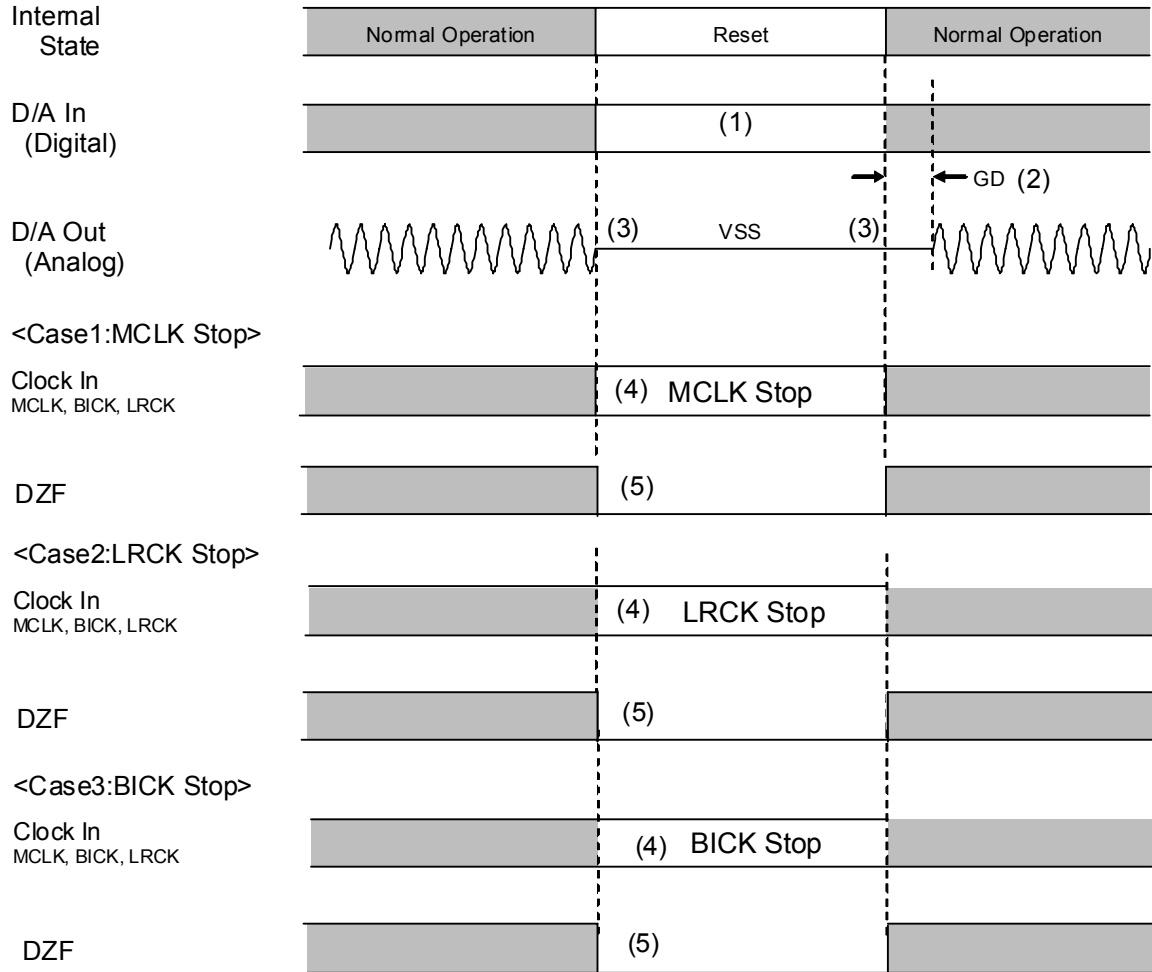 Internal
State
Normal Operation
Reset
Normal Operation
D/A In
(Digital)
(1)
GD (2)
D/A Out
(Analog)
(3)
VSS
(3)
<Case1:MCLK Stop>
Clock In
MCLK, BICK, LRCK
(4) MCLK Stop
DZF
(5)
<Case2:LRCK Stop>
Clock In
MCLK, BICK, LRCK
(4) LRCK Stop
DZF
(5)
<Case3:BICK Stop>
Clock In
MCLK, BICK, LRCK
(4) BICK Stop
DZF
(5)